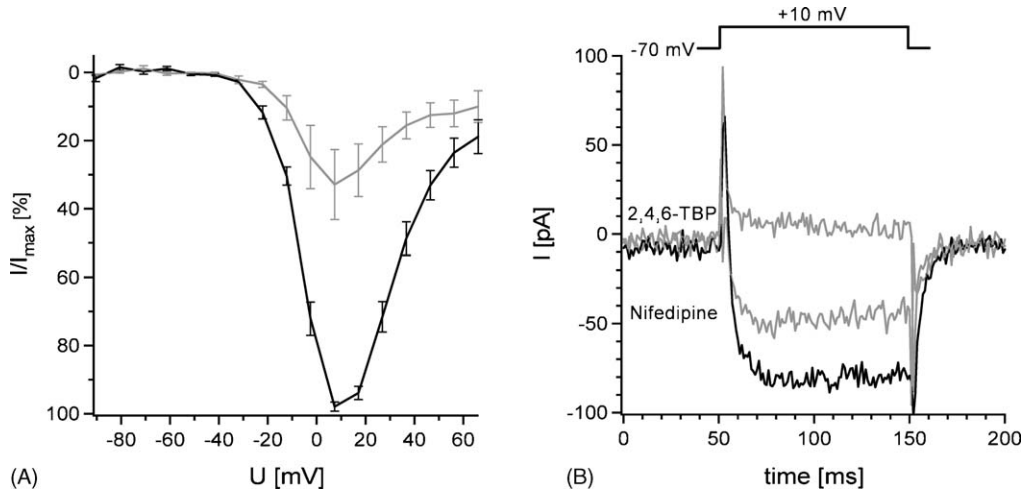 0
20
40
60
80
100
I/Imax [%]
-80 -60 -40 -20 0 20 40 60
U [mV]
(A)
+10 mV
-70 mV
100
50
0
-50
-100
I [pA]
2,4,6-TBP
Nifedipine
0 50 100 150 200
time [ms]
(B)